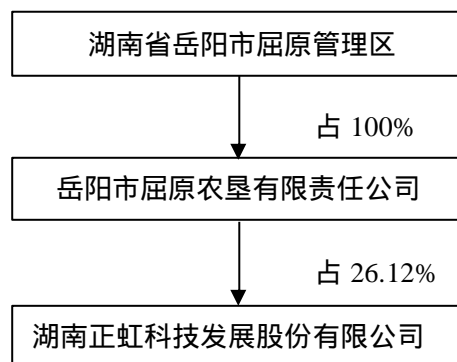 湖南省岳阳市屈原管理区
占 100%
岳阳市屈原农垦有限责任公司
占 26.12%
湖南正虹科技发展股份有限公司